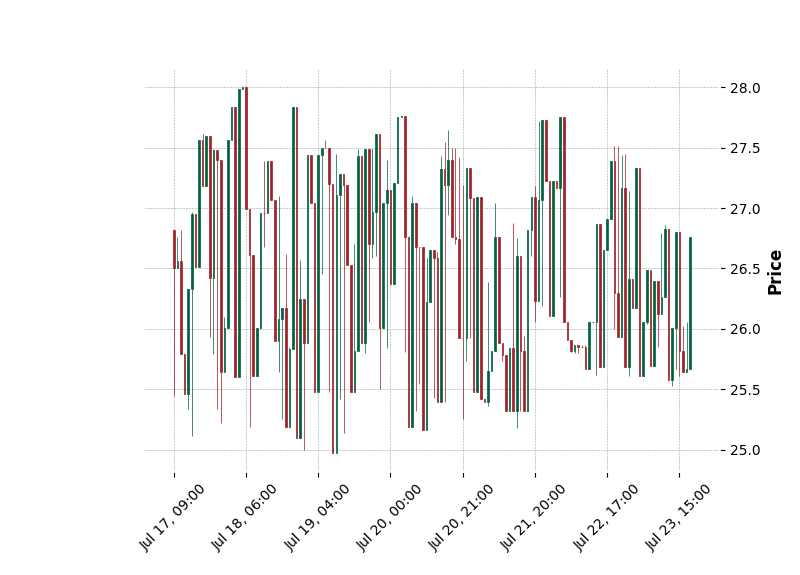 28.0
27.5
27.0
26.5
26.0
25.5
25.0
Price
Jul 17, 09:00
Jul 18, 06:00
Jul 19, 04:00
Jul 20, 00:00
Jul 20, 21:00
Jul 21, 20:00
Jul 22, 17:00
Jul 23, 15:00